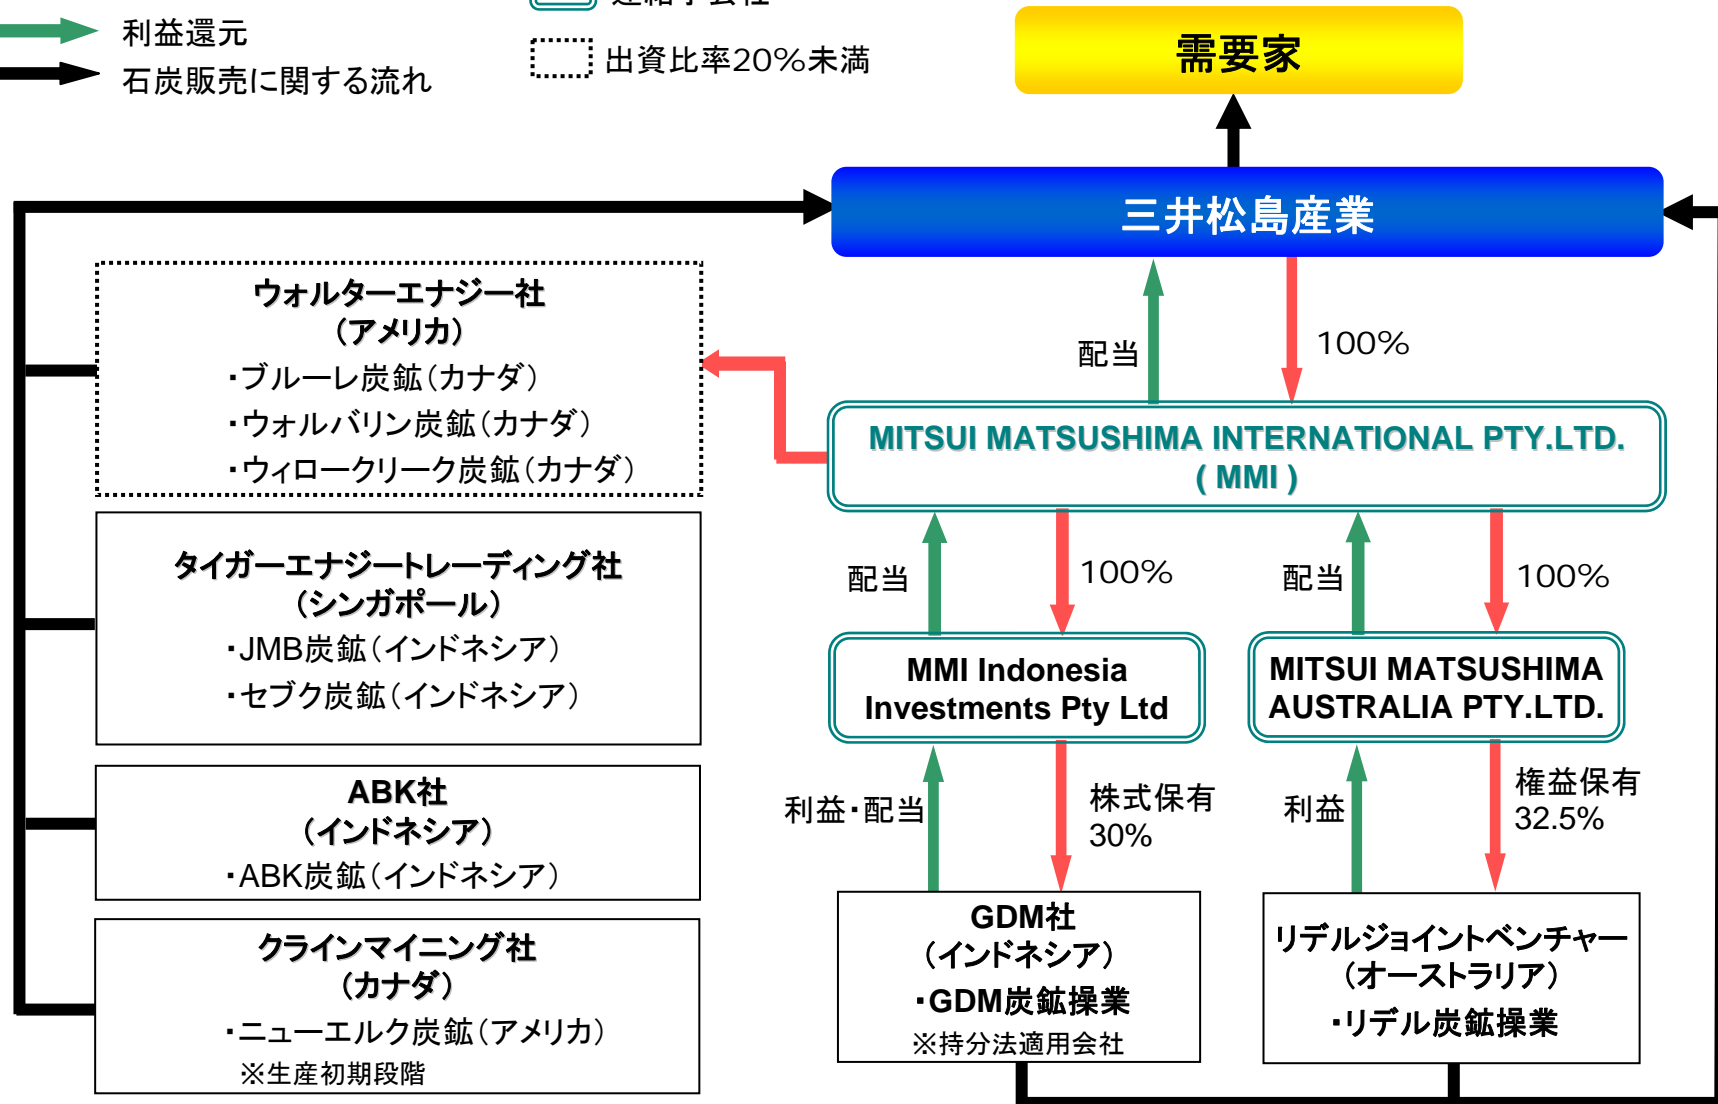 利益還元
石炭販売に関する流れ
出資比率20%未満
需要家
三井松島産業
ウォルターエナジー社
(アメリカ)
・ブルーレ炭鉱(カナダ)
・ウォルバリン炭鉱(カナダ)
・ウィロークリーク炭鉱(カナダ)
配当
100%
MITSUI MATSUSHIMA INTERNATIONAL PTY.LTD.
( MMI )
タイガーエナジートレーディング社
(シンガポール)
・JMB炭鉱(インドネシア)
・セブク炭鉱(インドネシア)
配当
100%
配当
100%
MMI Indonesia
Investments Pty Ltd
MITSUI MATSUSHIMA
AUSTRALIA PTY.LTD.
ABK社
(インドネシア)
・ABK炭鉱(インドネシア)
利益・配当
株式保有
30%
利益
権益保有
32.5%
クラインマイニング社
(カナダ)
・ニューエルク炭鉱(アメリカ)
※生産初期段階
GDM社
(インドネシア)
・GDM炭鉱操業
※持分法適用会社
リデルジョイントベンチャー
(オーストラリア)
・リデル炭鉱操業